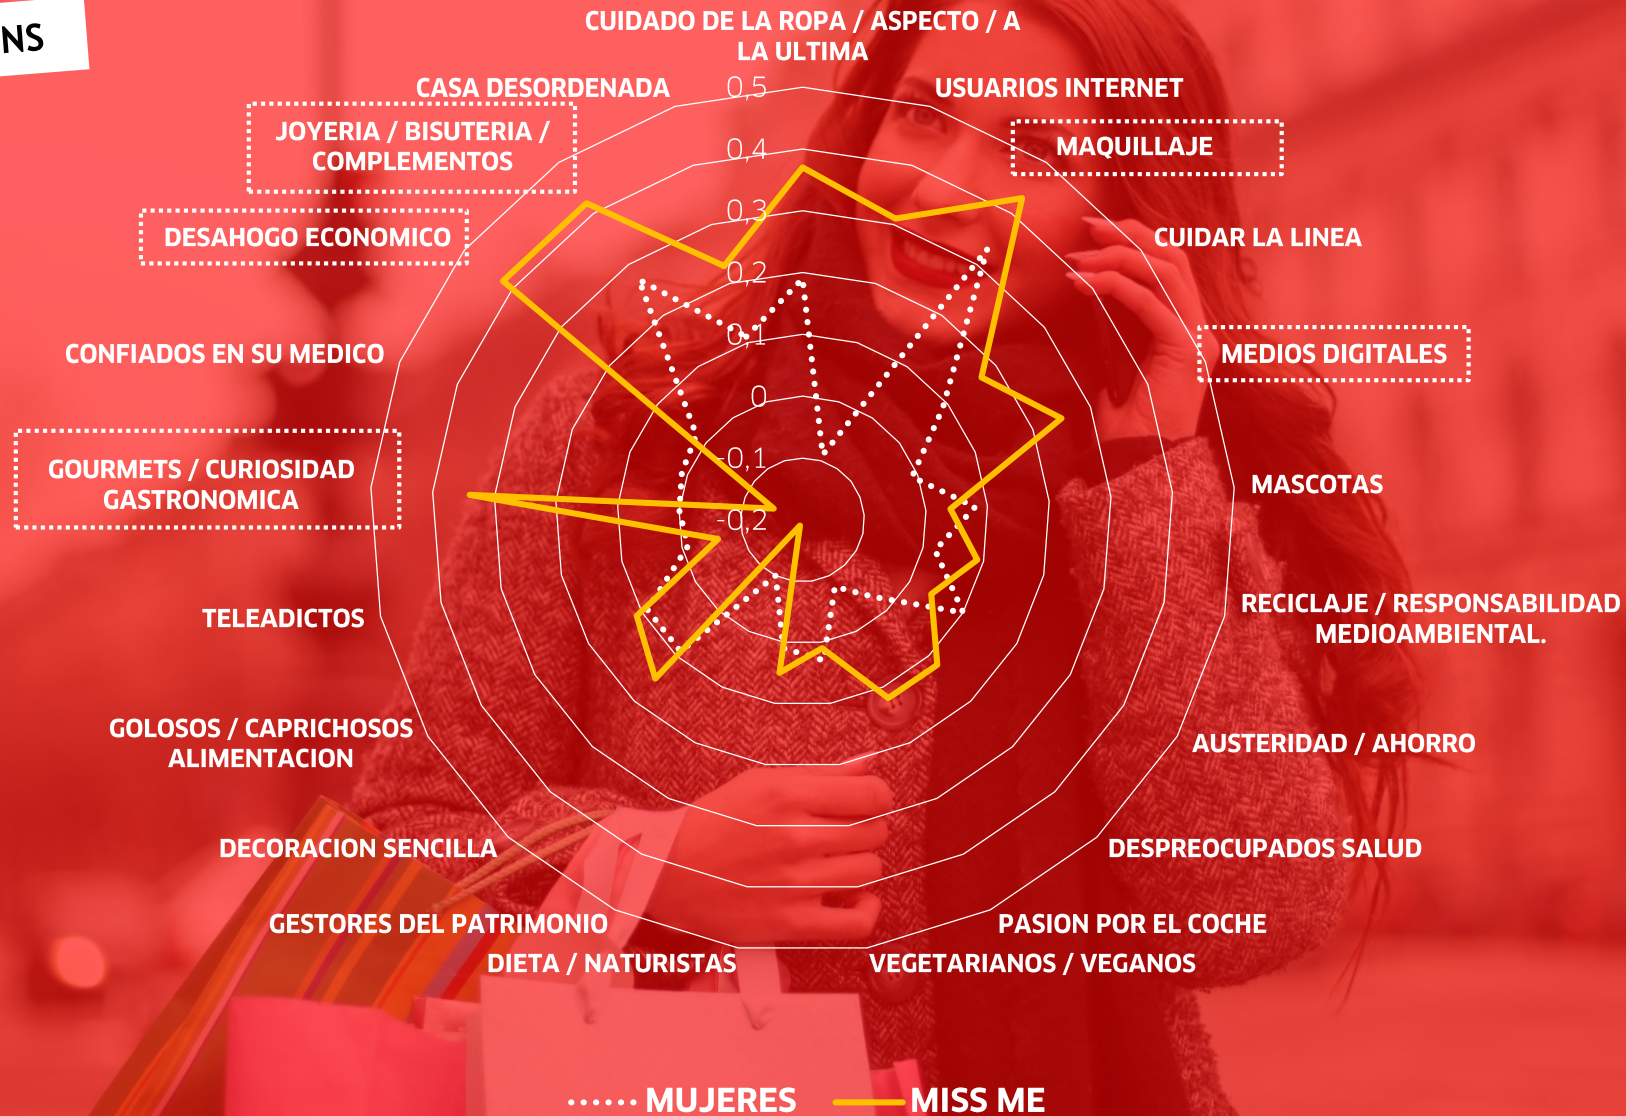 NS
CUIDADO DE LA ROPA / ASPECTO / A
LA ULTIMA
CASA DESORDENADA
USUARIOS INTERNET
JOYERIA / BISUTERIA /
COMPLEMENTOS
MAQUILLAJE
DESAHOGO ECONOMICO
CUIDAR LA LINEA
CONFIADOS EN SU MEDICO
MEDIOS DIGITALES
GOURMETS / CURIOSIDAD
GASTRONOMICA
MASCOTAS
TELEADICTOS
RECICLAJE / RESPONSABILIDAD
MEDIOAMBIENTAL.
GOLOSOS / CAPRICHOSOS
ALIMENTACION
AUSTERIDAD / AHORRO
DECORACION SENCILLA
DESPREOCUPADOS SALUD
GESTORES DEL PATRIMONIO
PASION POR EL COCHE
DIETA / NATURISTAS
VEGETARIANOS / VEGANOS
0,5
0,4
0,3
0,2
0,1
0
-0,1
-0,2
MUJERES
MISS ME